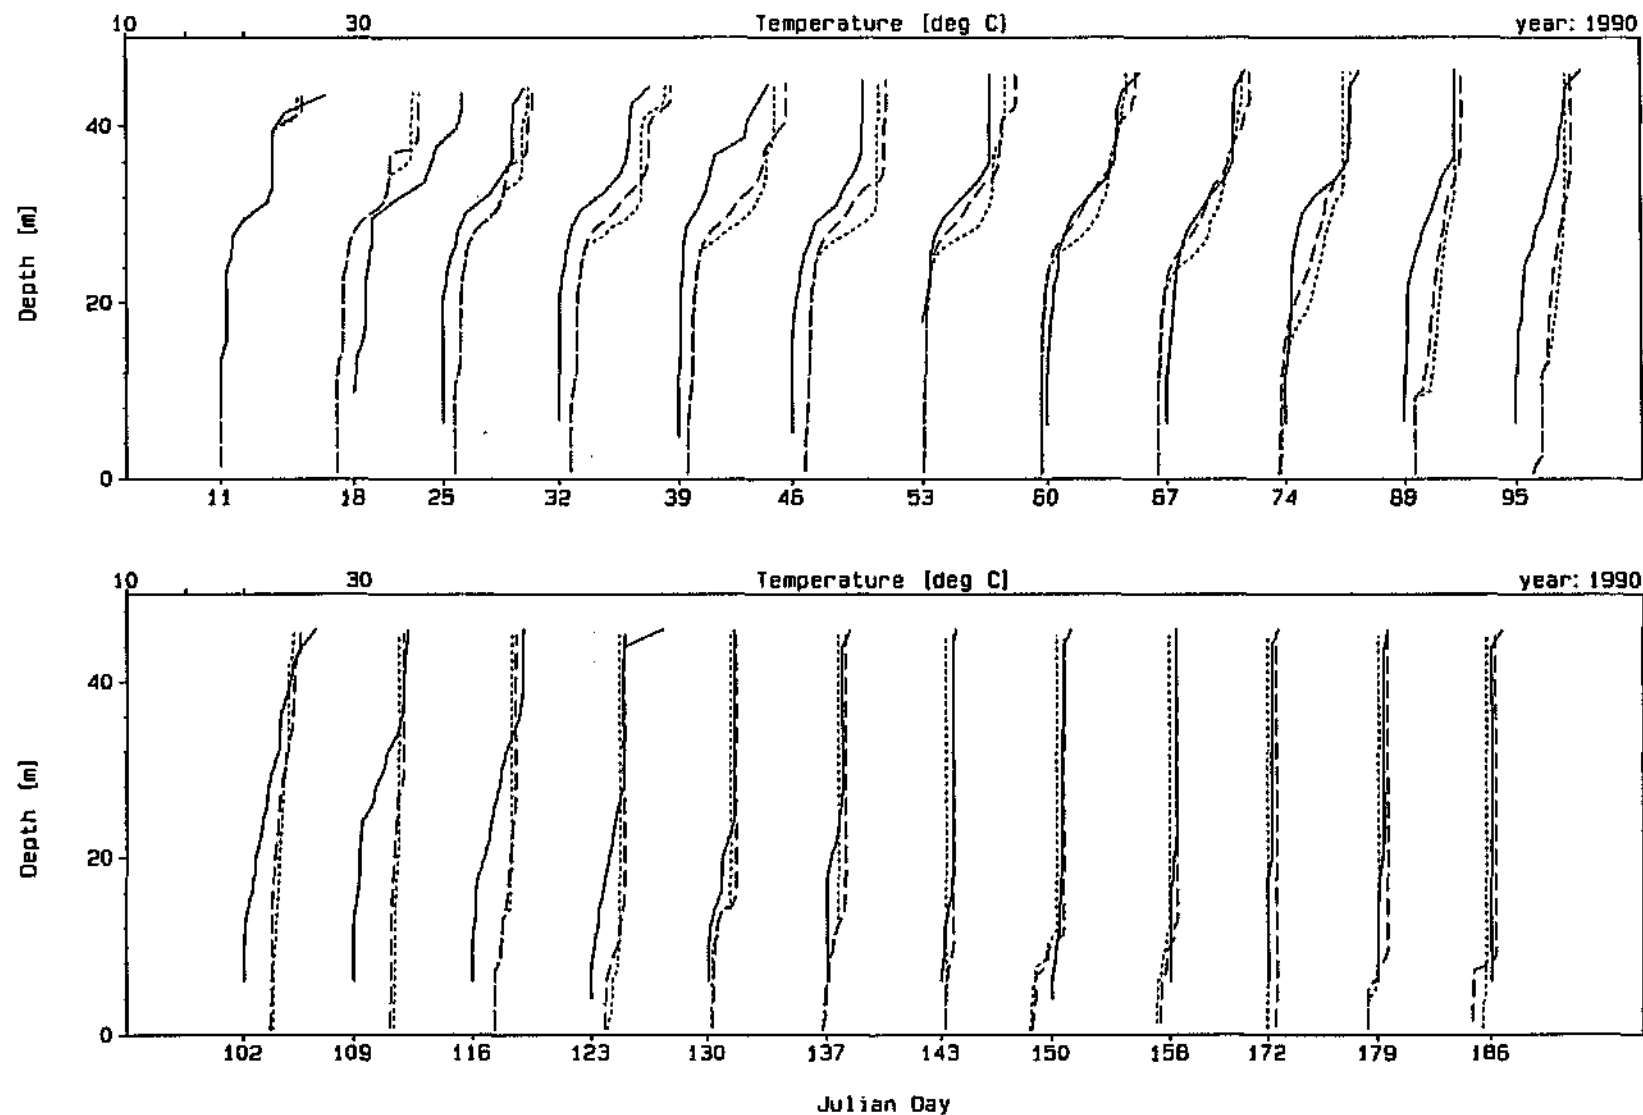 10 30 Temperature [deg C] year: 1990
40
20
0
Depth [m]
11 18 25 32 39 46 53 60 67 74 88 95
10 30 Temperature [deg C] year: 1990
40
20
0
Depth [m]
102 109 116 123 130 137 143 150 158 172 179 186
Julian Day